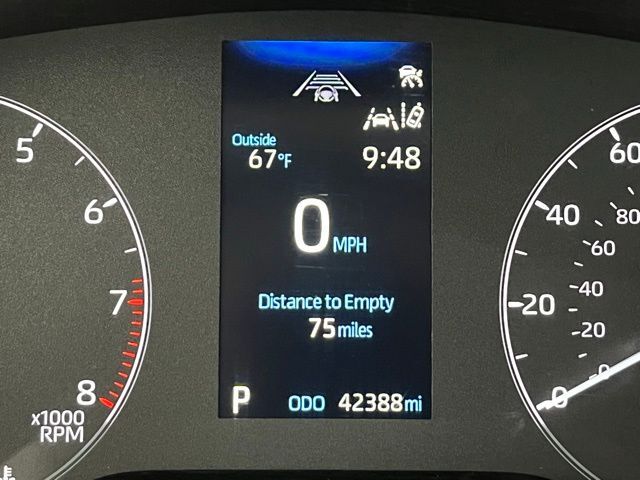 Outside
67°F
9:48
0 MPH
Distance to Empty
75 miles
P
ODO 42388 mi
5
6
7
8
x1000
RPM
60
40
20
0
80
60
40
20
0